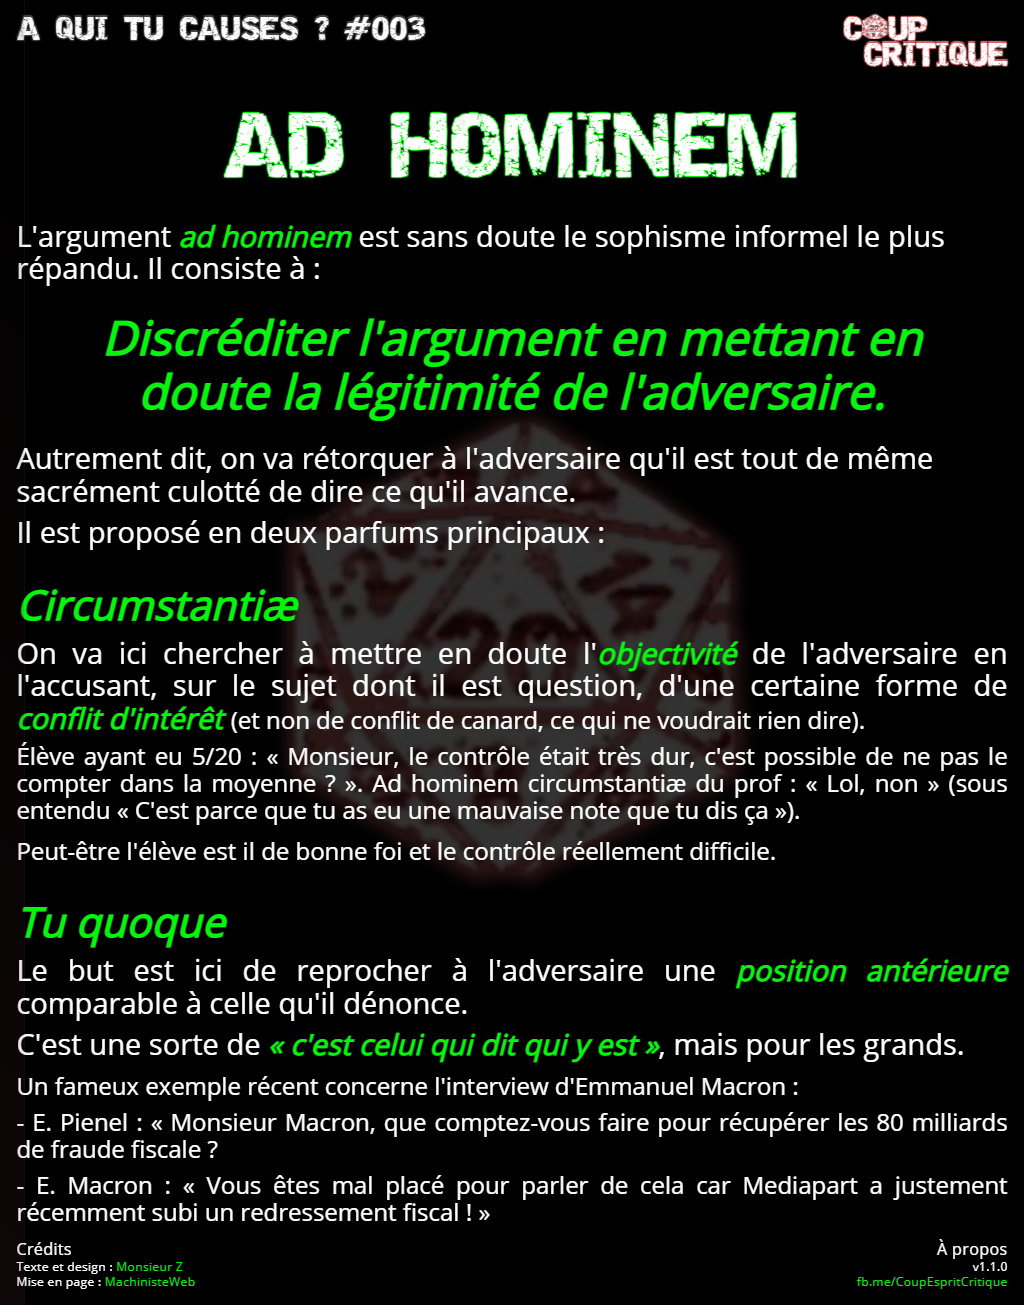 A QUI TU CAUSES ? #003
COUP
CRITIQUE
AD HOMINEM
L'argument ad hominem est sans doute le sophisme informel le plus
répandu. Il consiste à :
Discréditer l'argument en mettant en
doute la légitimité de l'adversaire.
Autrement dit, on va rétorquer à l'adversaire qu'il est tout de même
sacrément culotté de dire ce qu'il avance.
Il est proposé en deux parfums principaux :
Circumstantiæ
On va ici chercher à mettre en doute l'objectivité de l'adversaire en
l'accusant, sur le sujet dont il est question, d'une certaine forme de
conflit d'intérêt (et non de conflit de canard, ce qui ne voudrait rien dire).
Élève ayant eu 5/20 : « Monsieur, le contrôle était très dur, c'est possible de ne pas le
compter dans la moyenne ? ». Ad hominem circumstantiæ du prof : « Lol, non » (sous
entendu « C'est parce que tu as eu une mauvaise note que tu dis ça »).
Peut-être l'élève est il de bonne foi et le contrôle réellement difficile.
Tu quoque
Le but est ici de reprocher à l'adversaire une position antérieure
comparable à celle qu'il dénonce.
C'est une sorte de « c'est celui qui dit qui y est », mais pour les grands.
Un fameux exemple récent concerne l'interview d'Emmanuel Macron :
- E. Pienel : « Monsieur Macron, que comptez-vous faire pour récupérer les 80 milliards
de fraude fiscale ?
- E. Macron : « Vous êtes mal placé pour parler de cela car Mediapart a justement
récemment subi un redressement fiscal ! »
Crédits
Texte et design : Monsieur Z
Mise en page : MachinisteWeb
À propos
v1.1.0
fb.me/CoupEspritCritique